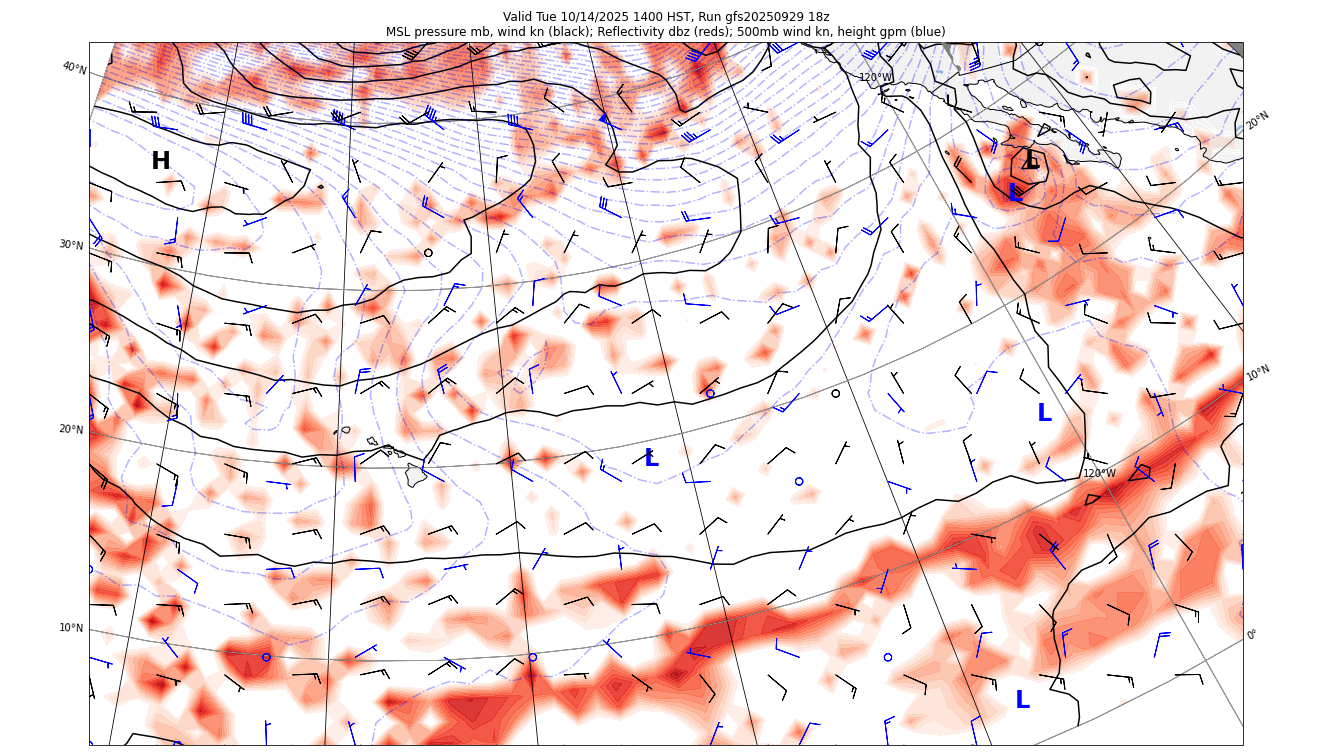 Valid Tue 10/14/2025 1400 HST, Run gfs20250929 18z
MSL pressure mb, wind kn (black); Reflectivity dbz (reds); 500mb wind kn, height gpm (blue)
40°N
120°W
20°N
H
L
L
30°N
10°N
L
20°N
L
120°W
10°N
0°
L